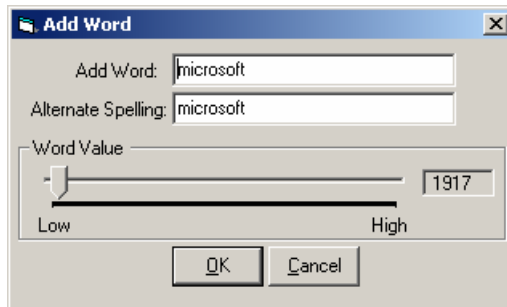 Add Word
Add Word: microsoft
Alternate Spelling: microsoft
Word Value
1917
Low High
OK Cancel